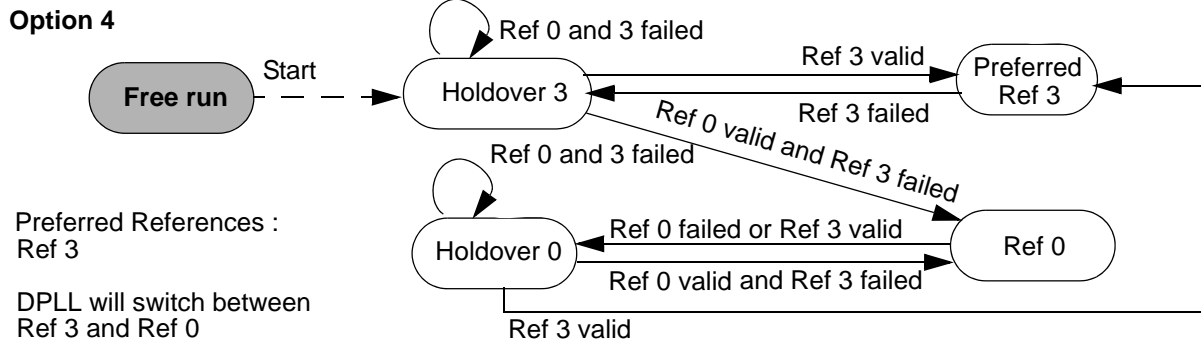 Option 4
Ref 0 and 3 failed
Start
Free run
Holdover 3
Ref 3 valid
Preferred
Ref 3
Ref 3 failed
Ref 0 valid and Ref 3 failed
Ref 0 and 3 failed
Preferred References :
Ref 3
Holdover 0
Ref 0 failed or Ref 3 valid
Ref 0
Ref 0 valid and Ref 3 failed
DPLL will switch between
Ref 3 and Ref 0
Ref 3 valid